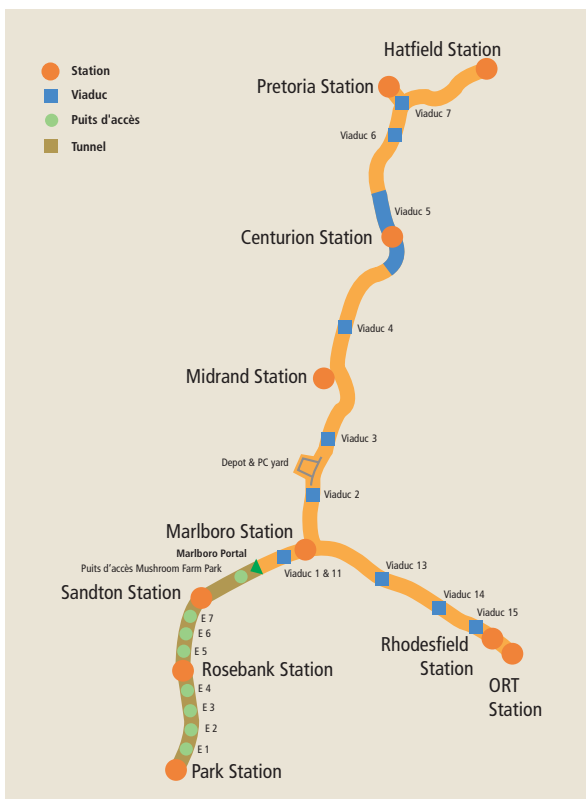 Hatfield Station
Station
Pretoria Station
Viaduc
Viaduc 7
Puits d'accès
Viaduc 6
Tunnel
Viaduc 5
Centurion Station
Viaduc 4
Midrand Station
Viaduc 3
Depot & PC yard
Viaduc 2
Marlboro Station
Marlboro Portal
Puits d'accès Mushroom Farm Park
Viaduc 1 & 11
Viaduc 13
Sandton Station
Viaduc 14
E 7
Viaduc 15
E 6
E 5
Rhodesfield
Station
Rosebank Station
ORT
Station
E 4
E 3
E 2
E 1
Park Station